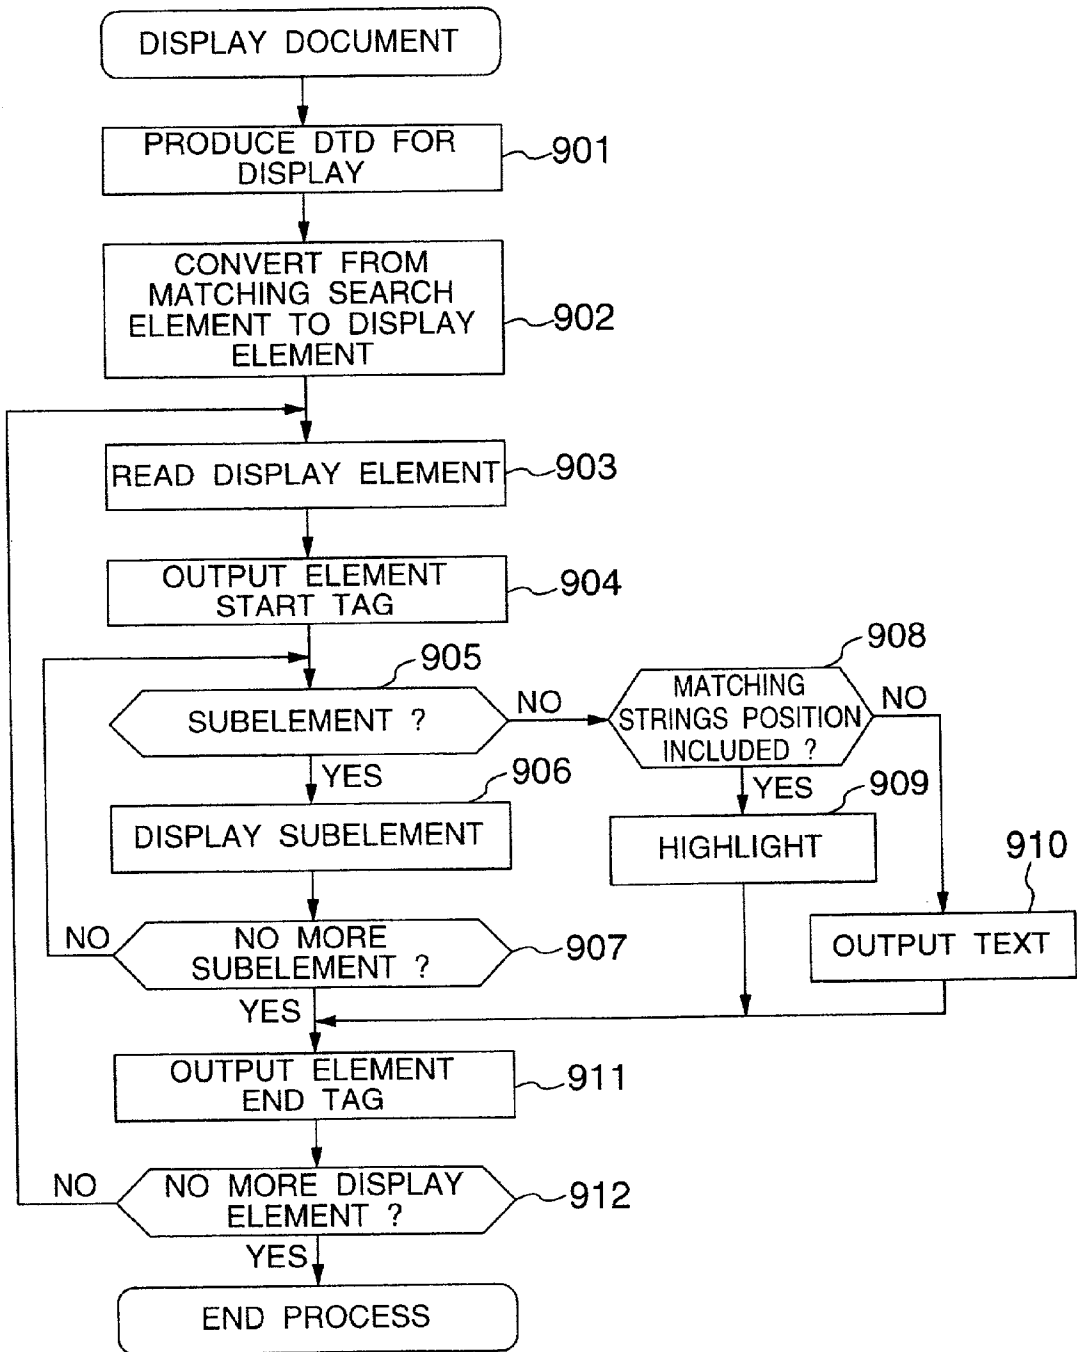 DISPLAY DOCUMENT
PRODUCE DTD FOR
DISPLAY
901
CONVERT FROM
MATCHING SEARCH
ELEMENT TO DISPLAY
ELEMENT
902
READ DISPLAY ELEMENT
903
OUTPUT ELEMENT
START TAG
904
905
SUBELEMENT ?
NO
YES
908
MATCHING
STRINGS POSITION
INCLUDED ?
NO
YES
906
DISPLAY SUBELEMENT
909
HIGHLIGHT
910
OUTPUT TEXT
NO
NO MORE
SUBELEMENT ?
907
YES
OUTPUT ELEMENT
END TAG
911
NO
NO MORE DISPLAY
ELEMENT ?
912
YES
END PROCESS